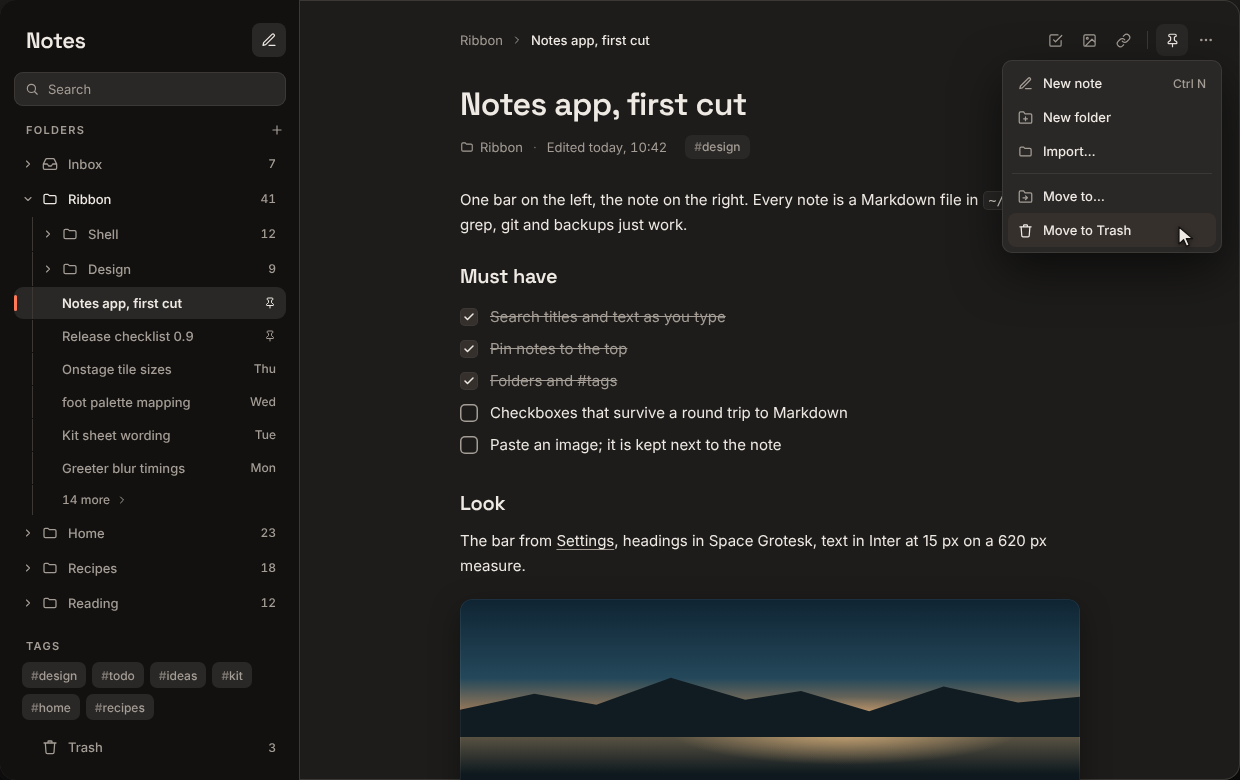 Notes
Search
FOLDERS
Inbox 7
Ribbon 41
Shell 12
Design 9
Notes app, first cut
Release checklist 0.9
Onstage tile sizes Thu
foot palette mapping Wed
Kit sheet wording Tue
Greeter blur timings Mon
14 more
Home 23
Recipes 18
Reading 12
TAGS
#design #todo #ideas #kit
#home #recipes
Trash 3
Ribbon Notes app, first cut
Notes app, first cut
Ribbon · Edited today, 10:42 #design
One bar on the left, the note on the right. Every note is a Markdown file in ~/
grep, git and backups just work.
Must have
Search titles and text as you type
Pin notes to the top
Folders and #tags
Checkboxes that survive a round trip to Markdown
Paste an image; it is kept next to the note
Look
The bar from Settings, headings in Space Grotesk, text in Inter at 15 px on a 620 px
measure.
New note Ctrl N
New folder
Import...
Move to...
Move to Trash